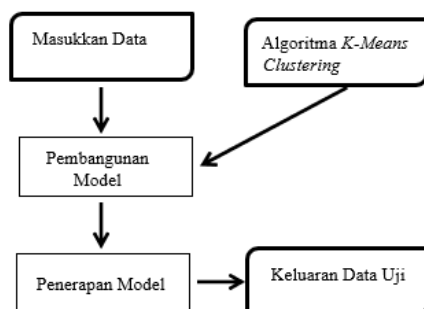 Masukkan Data
Algoritma K-Means
Clustering
Pembangunan
Model
Penerapan Model
Keluaran Data Uji